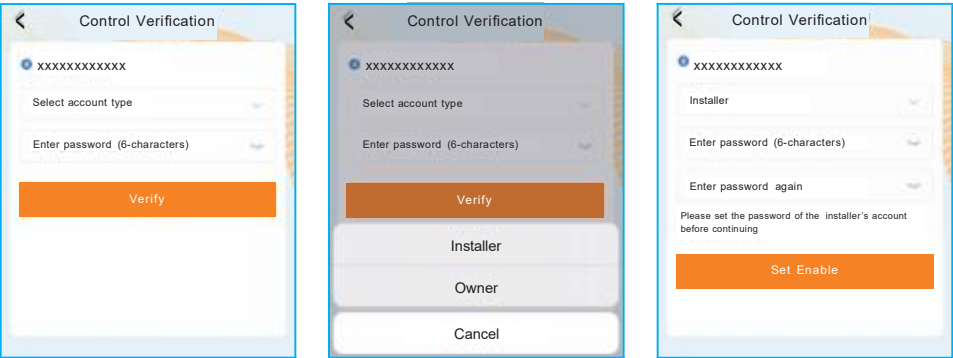 Control Verification
xxxxxxxxxxxx
Select account type
Enter password (6-characters)
Verify
Control Verification
xxxxxxxxxxxx
Select account type
Enter password (6-characters)
Verify
Installer
Owner
Cancel
Control Verification
xxxxxxxxxxxx
Installer
Enter password (6-characters)
Enter password again
Please set the password of the installer's account
before continuing
Set Enable